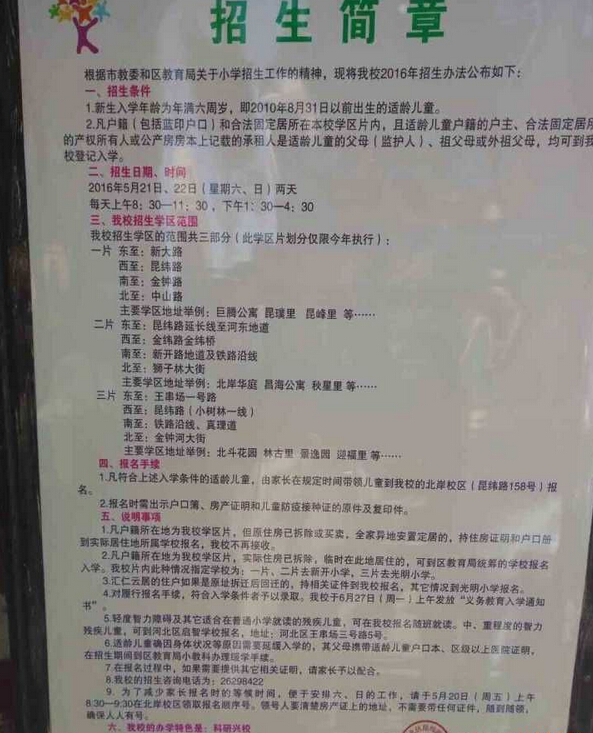 招生简章
根据市教委和区教育局关于小学招生工作的精神，现将我校2016年招生办法公布如下：
一、招生条件
1.新生入学年龄为年满六周岁，即2010年8月31日以前出生的适龄儿童。
2.凡户籍（包括蓝印户口）和合法固定居所在本校学区片内，且适龄儿童户籍的户主、合法固定居所
的产权所有人或公产房房本上记载的承租人是适龄儿童的父母（监护人）、祖父母或外祖父母，均可到我
校登记入学。
二、招生日期、时间
2016年5月21日、22日（星期六、日）两天
每天上午8：30—11：30，下午1：30—4：30
三、我校招生学区范围
我校招生学区的范围共三部分（此学区片划分仅限今年执行）：
一片 东至：新大路
西至：昆纬路
南至：金钟路
北至：中山路
主要学区地址举例：巨腾公寓 昆璞里 昆峰里 等……
二片 东至：昆纬路延长线至河东地道
西至：金纬路金纬桥
南至：新开路地道及铁路沿线
北至：狮子林大街
主要学区地址举例：北岸华庭 昌海公寓 秋星里 等……
三片 东至：王串场一号路
西至：昆纬路（小树林一线）
南至：铁路沿线、真理道
北至：金钟河大街
主要学区地址举例：北斗花园 林古里 景逸园 迎福里 等……
四、报名手续
1.凡符合上述入学条件的适龄儿童，由家长在规定时间带领儿童到我校的北岸校区（昆纬路158号）报
名。
2.报名时需出示户口簿、房产证明和儿童防疫接种证的原件及复印件。
五、说明事项
1.凡户籍所在地为我校学区片，但原住房已拆除或买卖，全家异地安置定居的，持住房证明和户口册
到实际居住地所属学校报名，我校不再接收。
2.凡户籍所在地为我校学区片，实际住房已拆除，临时在此地居住的，可到区教育局统筹的学校报名
入学。我校片内此种情况指定学校为：一片、二片去新开小学，三片去光明小学。
3.汇仁云居的住户如果是原址拆迁后回迁的，持相关证件到我校报名，其它情况到光明小学报名。
4.对履行报名手续，符合入学条件者予以录取。我校于6月27日（周一）上午发放“义务教育入学通知
书”。
5.轻度智力障碍及其它适合在普通小学就读的残疾儿童，可在我校报名随班就读。中、重程度的智力
残疾儿童，可到河北区启智学校报名，地址：河北区王串场三号路5号。
6.适龄儿童确因身体状况等原因需要延缓入学的，其父母携带适龄儿童户口本、区级以上医院证明，
在招生期间到区教育局小教科办理缓学手续。
7.在报名过程中，如果需要提供其它相关证明，请家长予以配合。
8.我校的招生咨询电话为：26298422
9．为了减少家长报名时的等候时间，便于安排六、日的工作，请于5月20日（周五）上午
8:30—9:30在北岸校区领取报名顺序号。领号人要清楚房产证上的地址，不需要带任何证件，随到随领，
确保人人有号。
六、我校的办学特色是：科研兴校